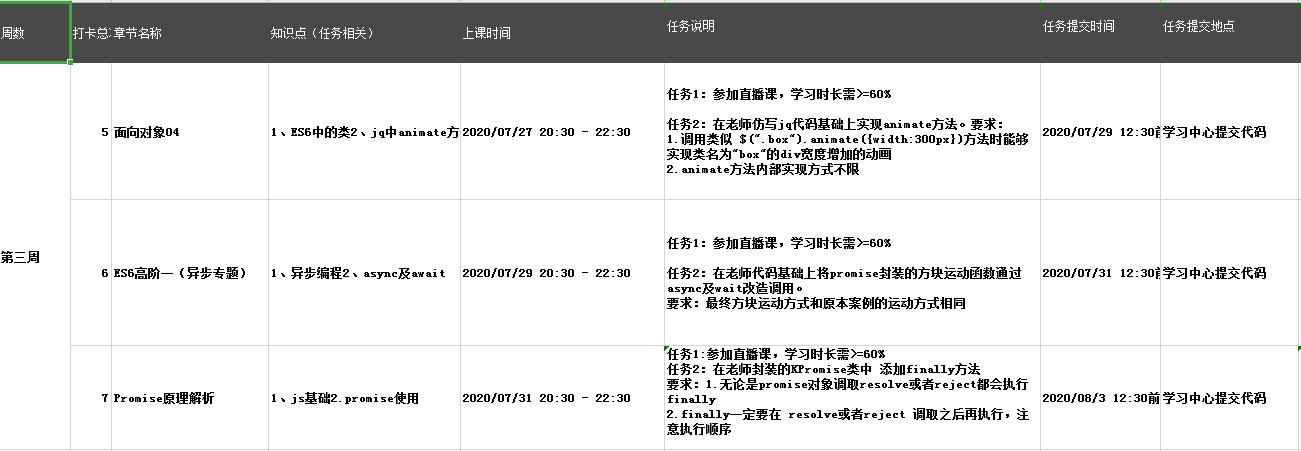 周数
打卡总
章节名称
知识点（任务相关）
上课时间
任务说明
任务提交时间
任务提交地点
第三周
5
面向对象04
1、ES6中的类2、jq中animate方
2020/07/27 20:30 - 22:30
任务1：参加直播课，学习时长需>=60%
任务2：在老师仿写jq代码基础上实现animate方法。要求：
1.调用类似 $(".box").animate({width:300px})方法时能够
实现类名为"box"的div宽度增加的动画
2.animate方法内部实现方式不限
2020/07/29 12:30前
学习中心提交代码
6
ES6高阶一（异步专题）
1、异步编程2、async及await
2020/07/29 20:30 - 22:30
任务1：参加直播课，学习时长需>=60%
任务2：在老师代码基础上将promise封装的方块运动函数通过
async及wait改造调用。
要求：最终方块运动方式和原本案例的运动方式相同
2020/07/31 12:30前
学习中心提交代码
7
Promise原理解析
1、js基础2.promise使用
2020/07/31 20:30 - 22:30
任务1:参加直播课，学习时长需>=60%
任务2：在老师封装的KPromise类中 添加finally方法
要求：1.无论是promise对象调取resolve或者reject都会执行
finally
2.finally一定要在 resolve或者reject 调取之后再执行，注
意执行顺序
2020/08/3 12:30前
学习中心提交代码